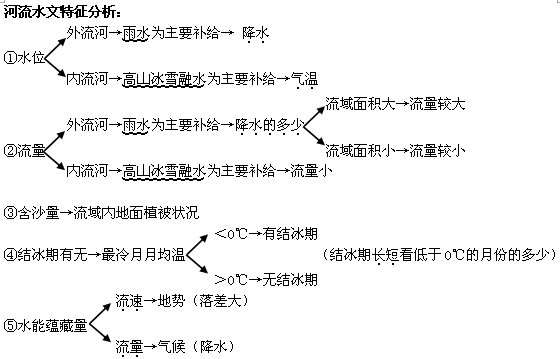 河流水文特征分析：
外流河→雨水为主要补给→ 降水
①水位
内流河→高山冰雪融水为主要补给→气温
流域面积大→流量较大
外流河→雨水为主要补给→降水的多少
②流量
流域面积小→流量较小
内流河→高山冰雪融水为主要补给→流量小
③含沙量→流域内地面植被状况
＜0℃→有结冰期
④结冰期有无→最冷月月均温
（结冰期长短看低于0℃的月份的多少）
＞0℃→无结冰期
流速→地势（落差大）
⑤水能蕴藏量
流量→气候（降水）